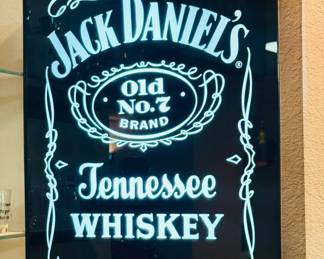 JACK DANIEL'S®
Old
No.7
BRAND
Tennessee
WHISKEY